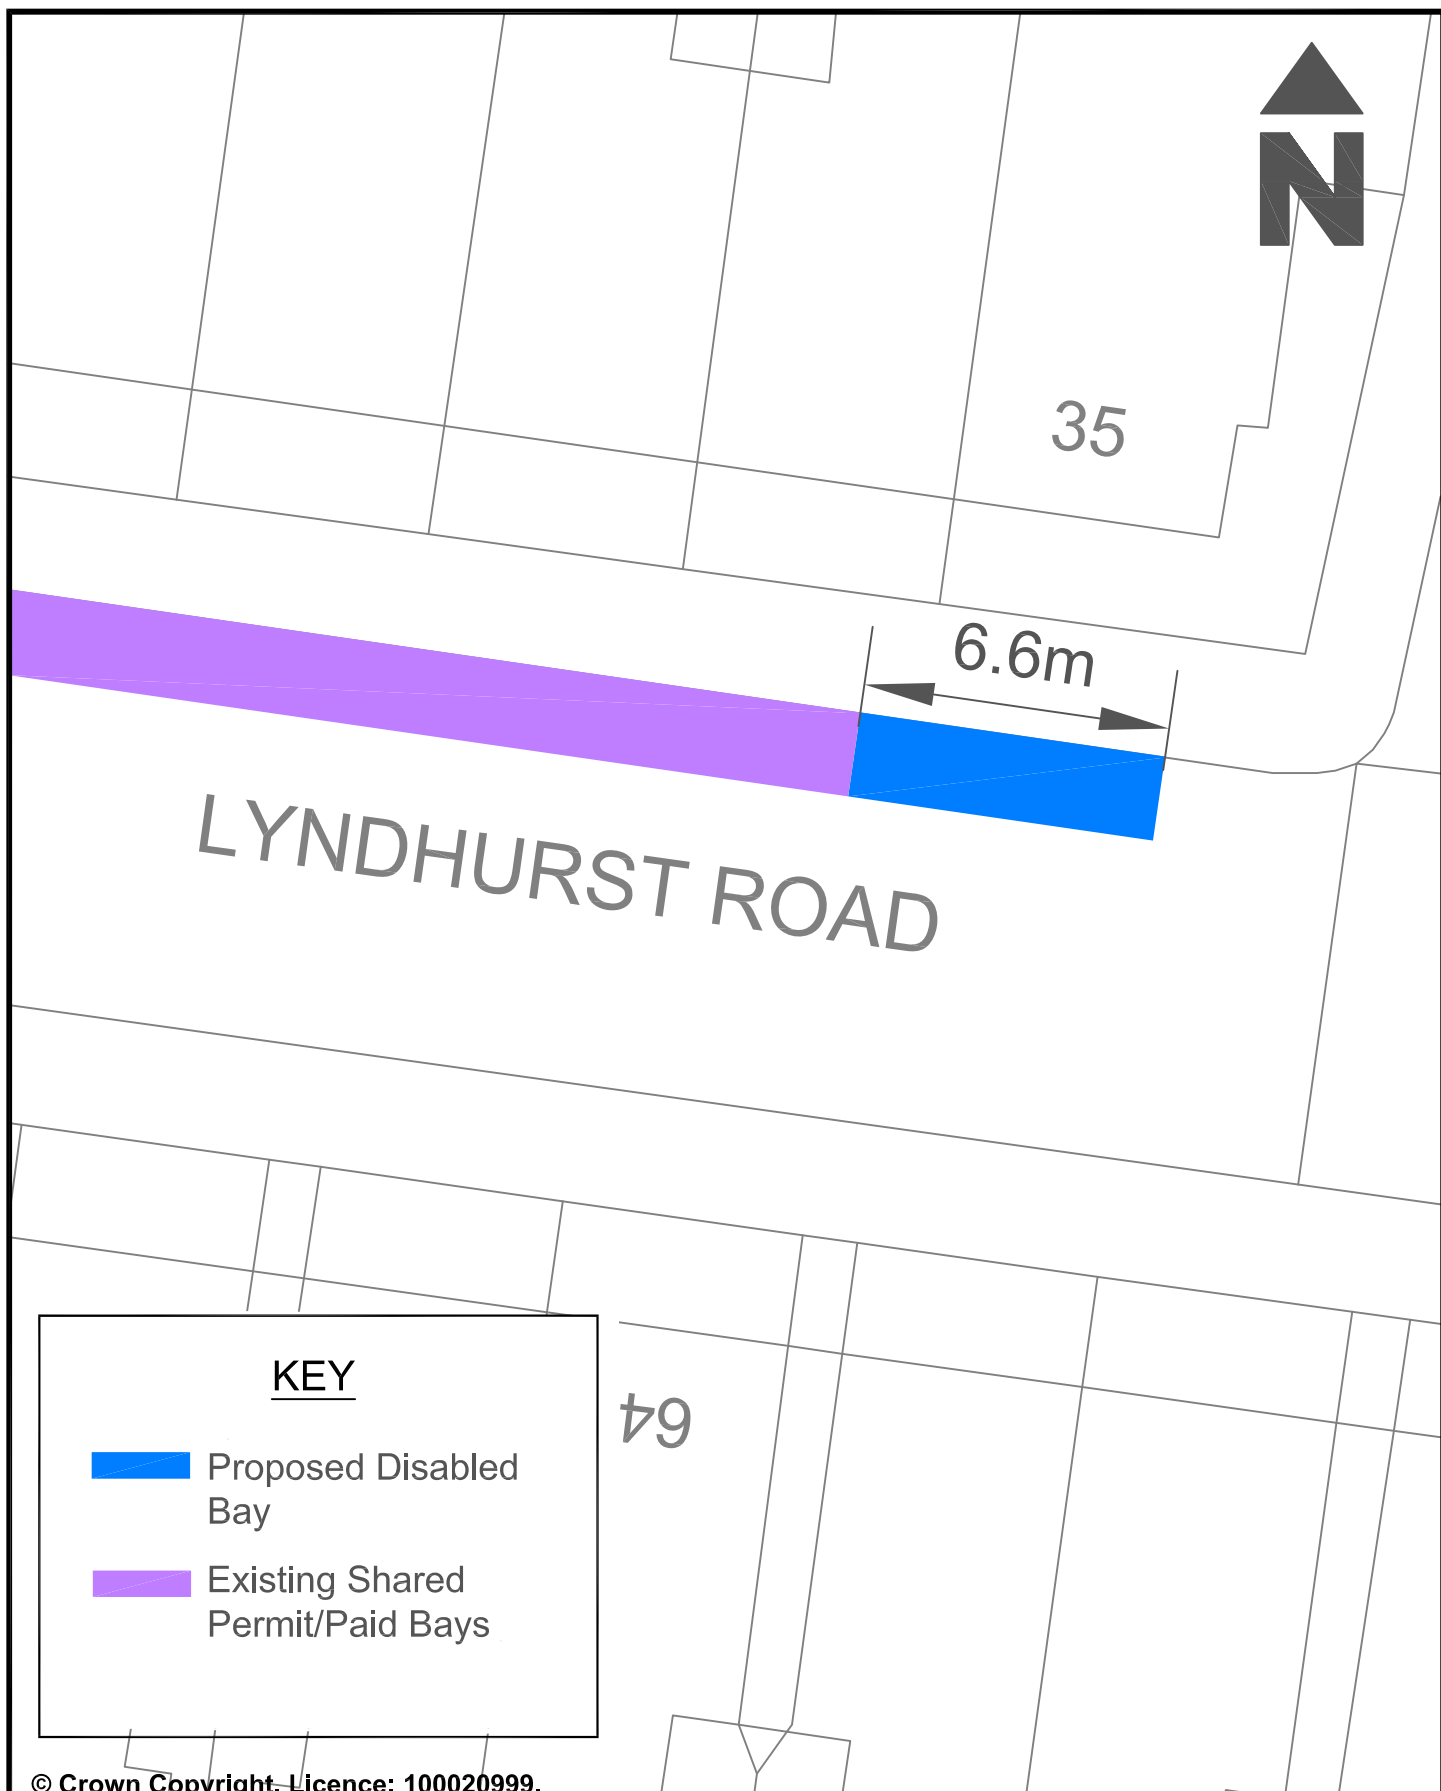 N
35
6.6m
LYNDHURST ROAD
64
KEY
Proposed Disabled
Bay
Existing Shared
Permit/Paid Bays
© Crown Copyright. Licence: 100020999.